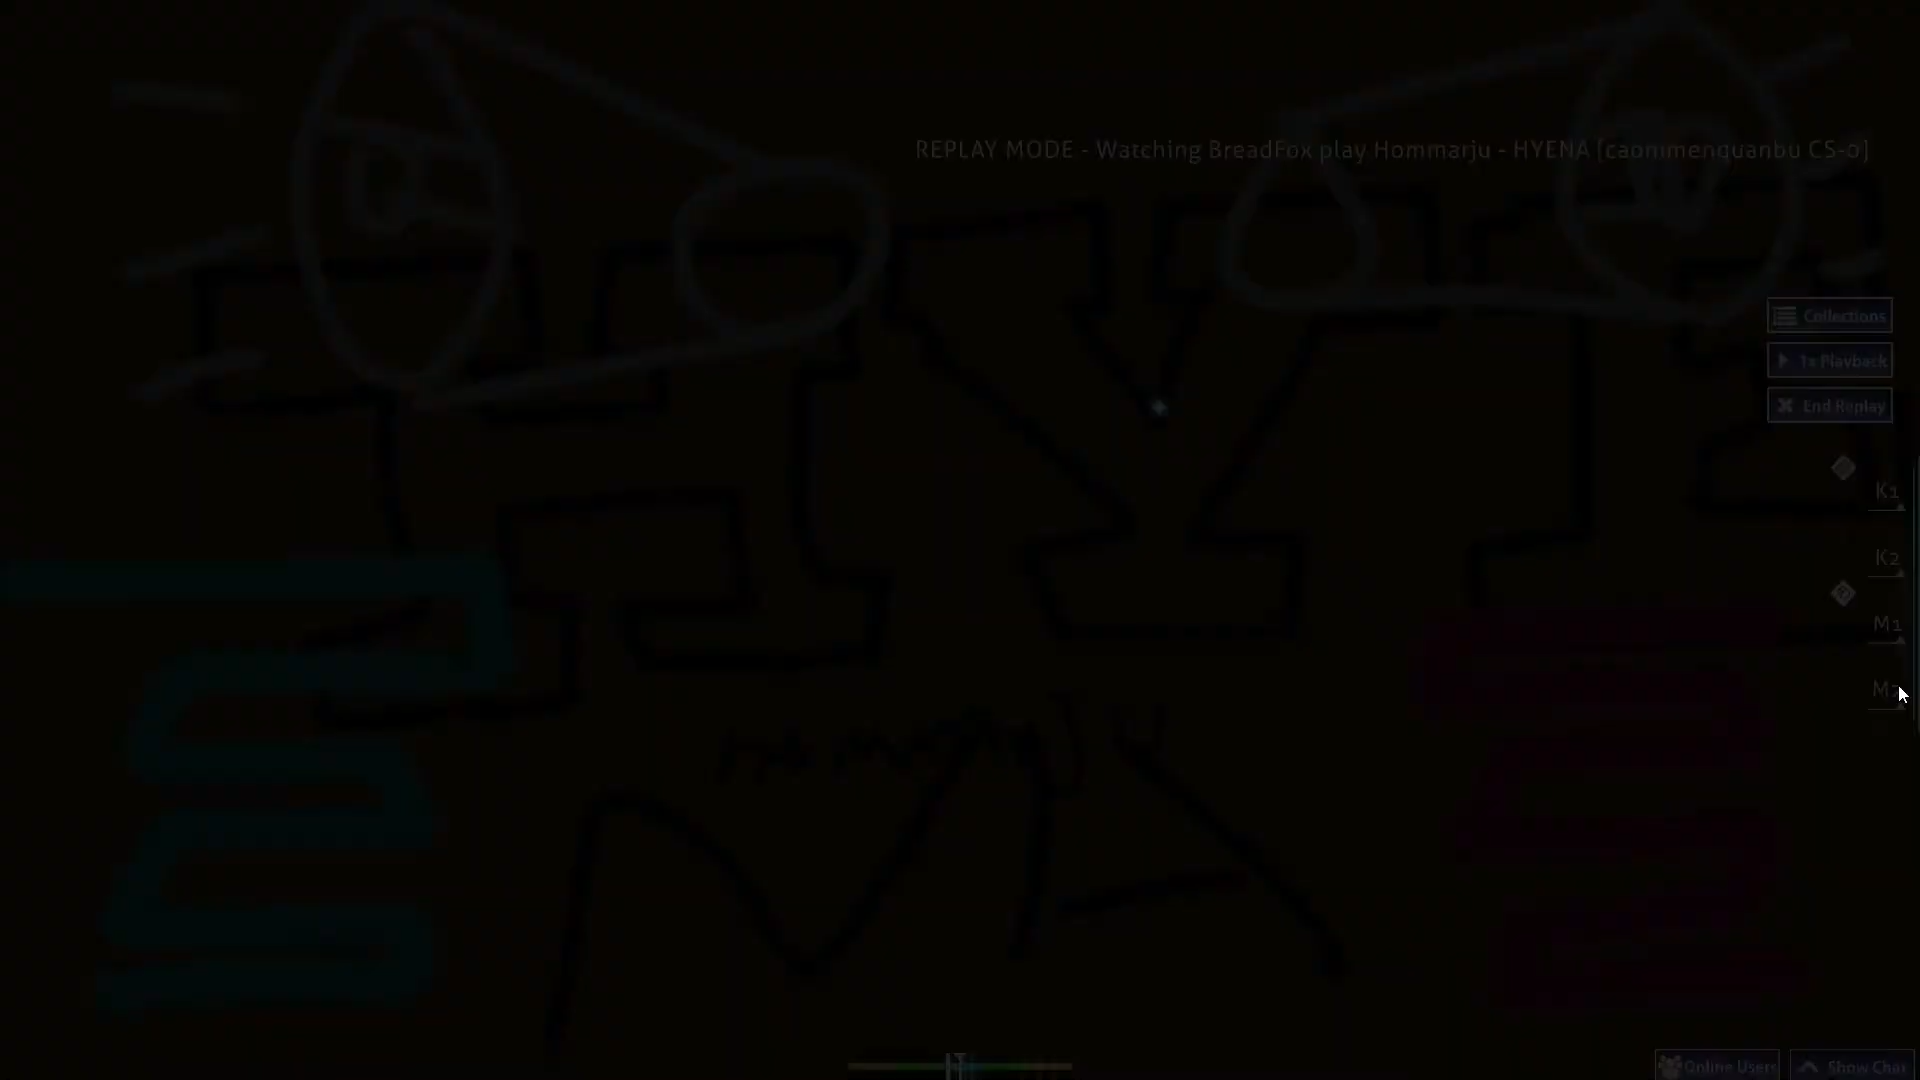 REPLAY MODE - Watching BreadFox play Hommarju - HYENA [caonimenquanbu CS-0]
Collections
1x Playback
End Replay
K1
K2
M1
M2
Online Users
Show Chat